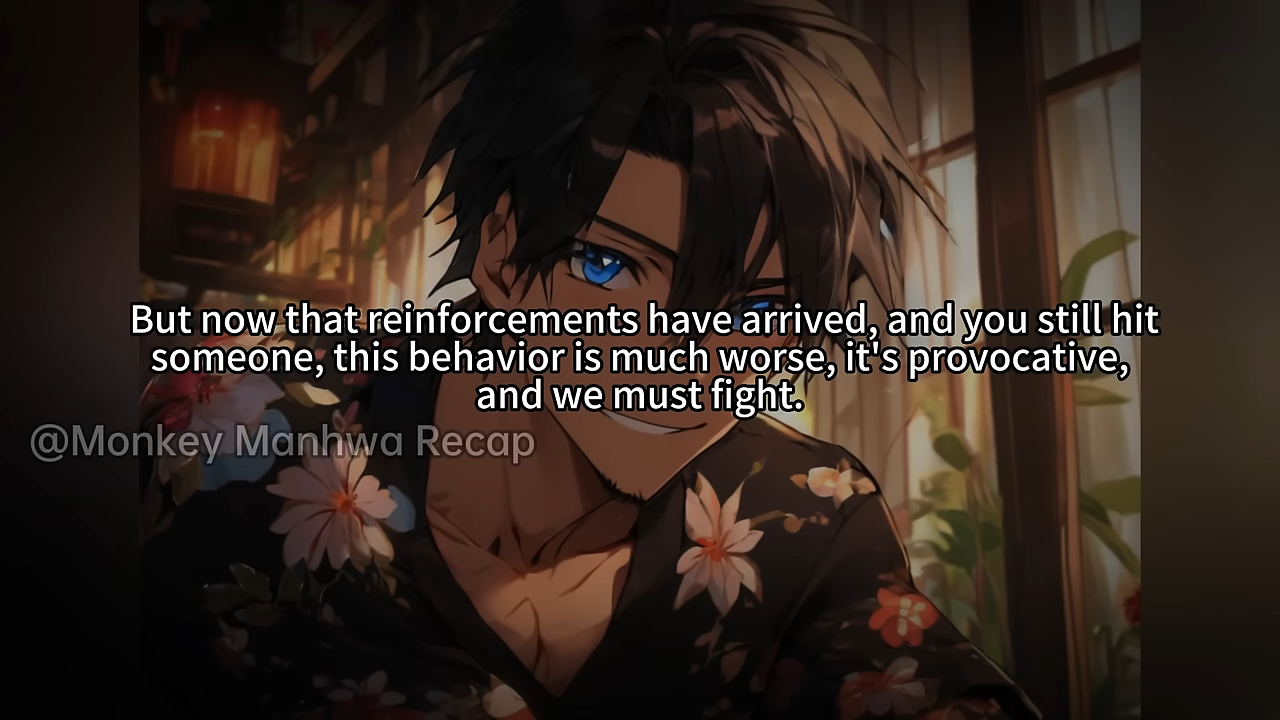 But now that reinforcements have arrived, and you still hit
someone, this behavior is much worse, it's provocative,
and we must fight.
@Monkey Manhwa Recap